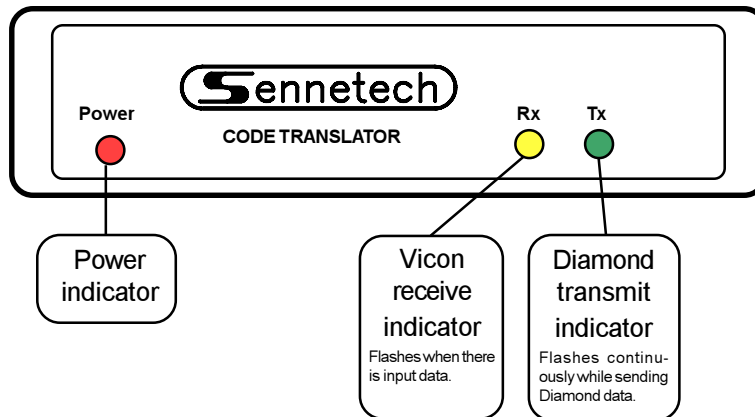 Sennetech
Power
CODE TRANSLATOR
Rx
Tx
Power
indicator
Vicon
receive
indicator
Flashes when there
is input data.
Diamond
transmit
indicator
Flashes continu-
ously while sending
Diamond data.